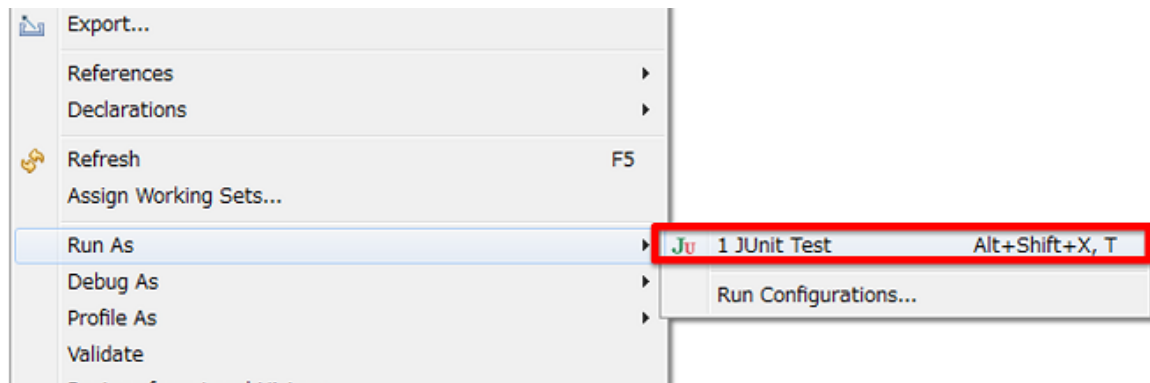 Export...
References
Declarations
Refresh F5
Assign Working Sets...
Run As
JU 1 JUnit Test Alt+Shift+X, T
Debug As
Run Configurations...
Profile As
Validate